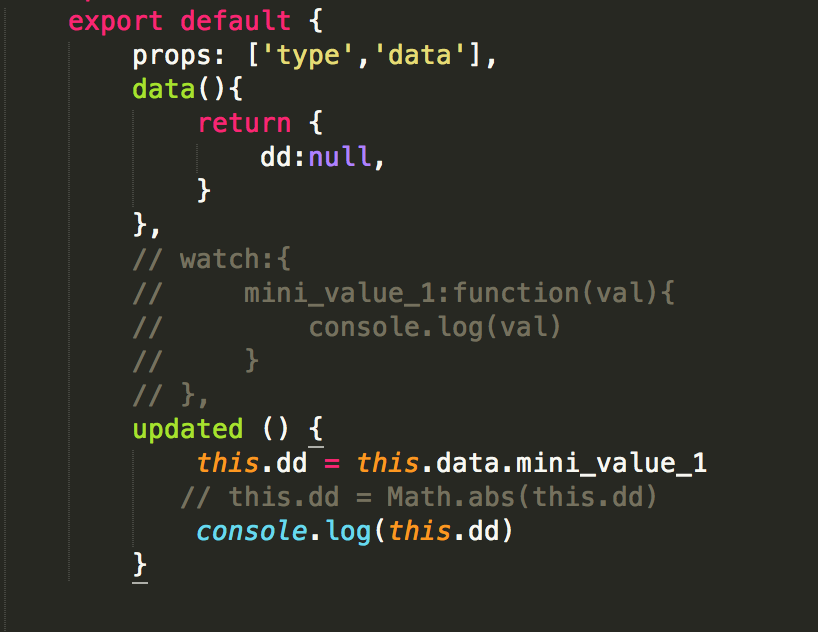 export default {
    props: ['type','data'],
    data(){
        return {
            dd:null,
        }
    },
    // watch:{
    //     mini_value_1:function(val){
    //         console.log(val)
    //     }
    // },
    updated () {
        this.dd = this.data.mini_value_1
       // this.dd = Math.abs(this.dd)
        console.log(this.dd)
    }